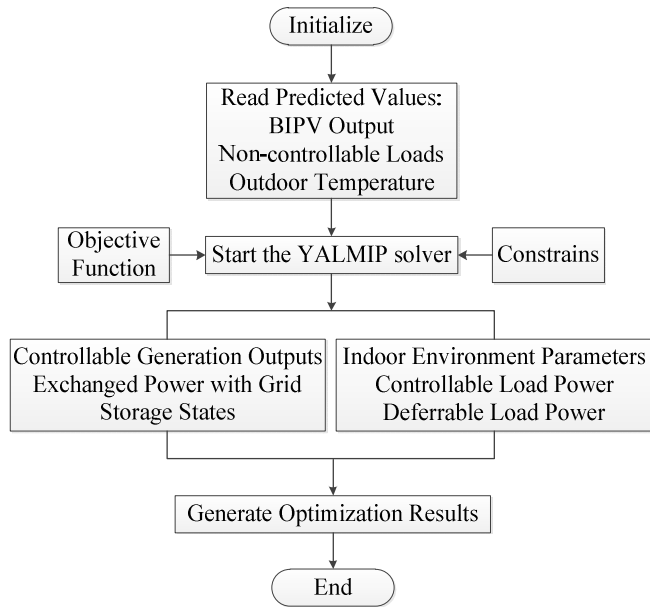 Initialize
Read Predicted Values:
BIPV Output
Non-controllable Loads
Outdoor Temperature
Objective
Function
Start the YALMIP solver
Constrains
Controllable Generation Outputs
Exchanged Power with Grid
Storage States
Indoor Environment Parameters
Controllable Load Power
Deferrable Load Power
Generate Optimization Results
End